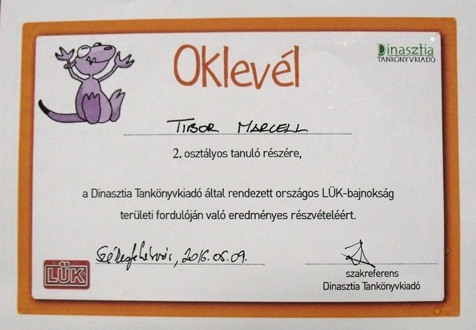 Oklevél
Dinasztia
TANKÖNYVKIADÓ
TIBOR MARCELL
2. osztályos tanuló részére,
a Dinasztia Tankönyvkiadó által rendezett országos LÜK-bajnokság
területi fordulóján való eredményes részvételéért.
Székesfehérvár, 2016.05.09.
LÜK
szakreferens
Dinasztia Tankönyvkiadó